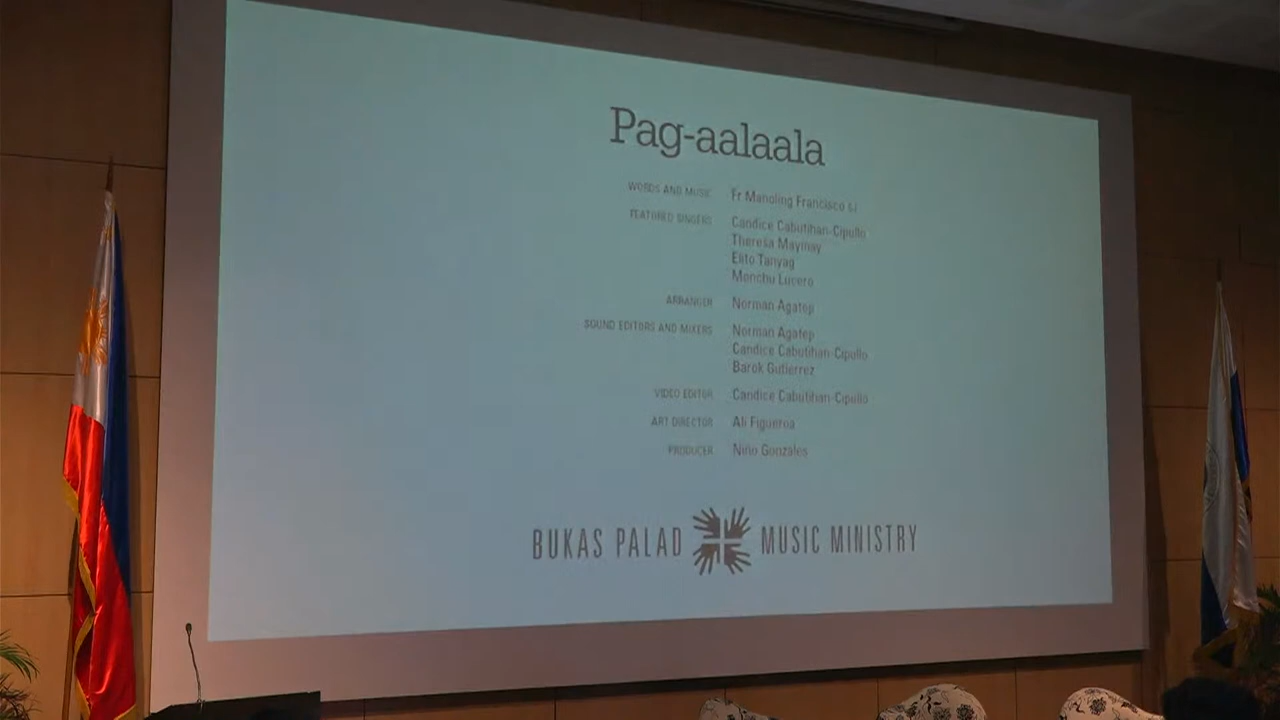 Pag-aalaala
WORDS AND MUSIC Fr Manoling Francisco SJ
FEATURED SINGERS Candice Cabutihan-Cipullo
Theresa Maymay
Elito Tanyag
Monchu Lucero
ARRANGER Norman Agatep
SOUND EDITORS AND MIXERS Norman Agatep
Candice Cabutihan-Cipullo
Barok Gutierrez
VIDEO EDITOR Candice Cabutihan-Cipullo
ART DIRECTOR Ali Figueroa
PRODUCER Niño Gonzales
BUKAS PALAD MUSIC MINISTRY